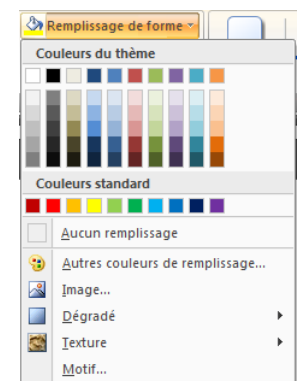 Remplissage de forme
Couleurs du thème
Couleurs standard
Aucun remplissage
Autres couleurs de remplissage...
Image...
Dégradé
Texture
Motif...